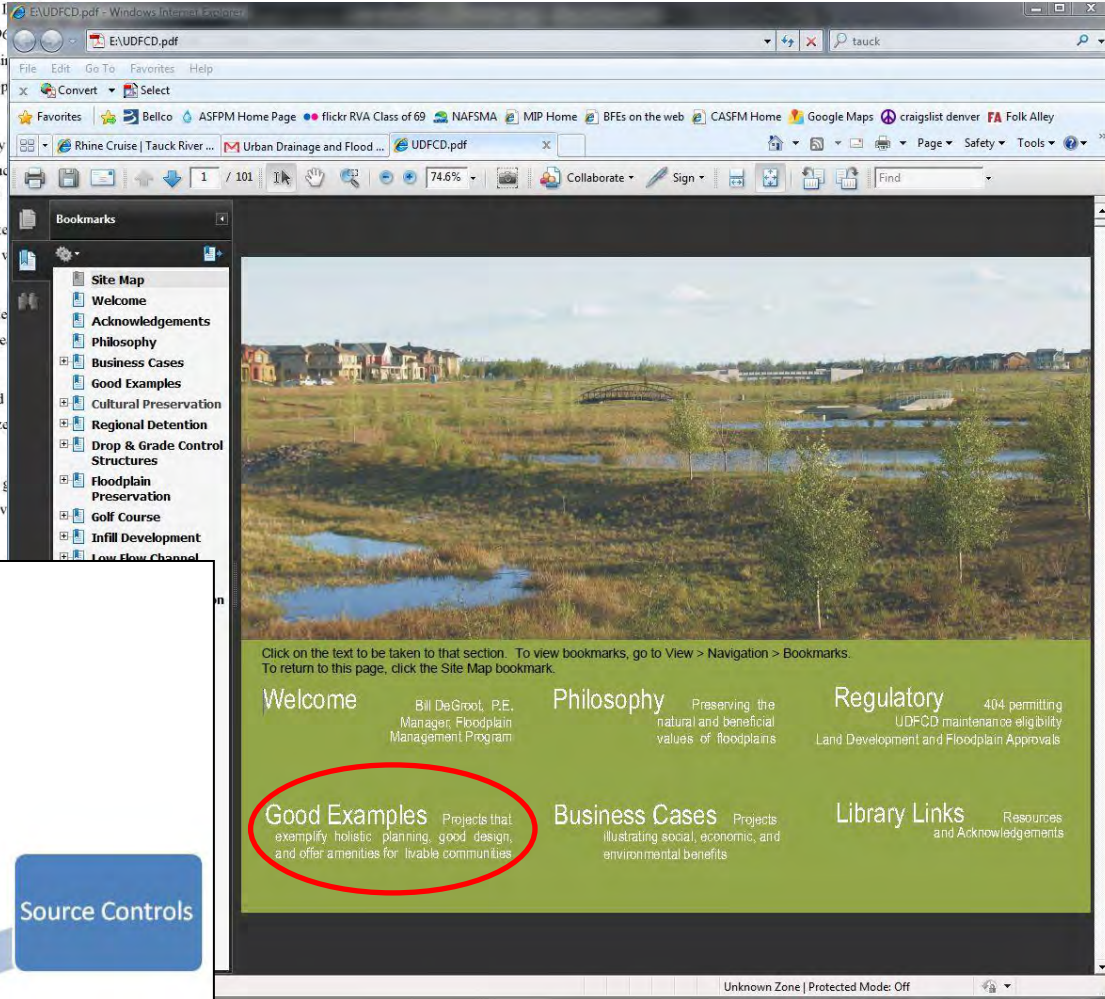 E:\UDFCD.pdf - Windows Internet Explorer
E:\UDFCD.pdf
tauck
File Edit Go To Favorites Help
x Convert Select
Favorites Bellco ASFPM Home Page flickr RVA Class of 69 NAFSMA MIP Home BFEs on the web CASFM Home Google Maps craigslist denver FA Folk Alley
Rhine Cruise | Tauck River ... Urban Drainage and Flood ... UDFCD.pdf x Page Safety Tools
1 / 101 74.6% Collaborate Sign Find
Bookmarks
Site Map
Welcome
Acknowledgements
Philosophy
Business Cases
Good Examples
Cultural Preservation
Regional Detention
Drop & Grade Control
Structures
Floodplain
Preservation
Golf Course
Infill Development
Low Flow Channel
on
Click on the text to be taken to that section. To view bookmarks, go to View > Navigation > Bookmarks.
To return to this page, click the Site Map bookmark.
Welcome Bill DeGroot, P.E.
Manager, Floodplain
Management Program
Philosophy Preserving the
natural and beneficial
values of floodplains
Regulatory 404 permitting
UDFCD maintenance eligibility
Land Development and Floodplain Approvals
Good Examples Projects that
exemplify holistic planning, good design,
and offer amenities for livable communities
Business Cases Projects
illustrating social, economic, and
environmental benefits
Library Links Resources
and Acknowledgements
Source Controls
Unknown Zone | Protected Mode: Off